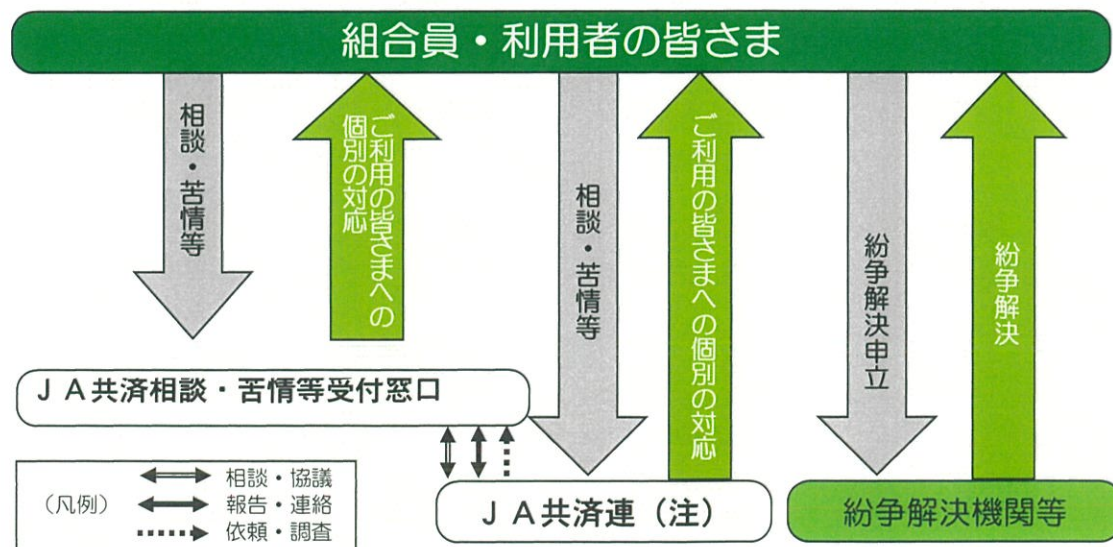 組合員・利用者の皆さま
相談・苦情等
ご利用の皆さまへの
個別の対応
相談・苦情等
ご利用の皆さまへの個別の対応
紛争解決申立
紛争解決
ＪＡ共済相談・苦情等受付窓口
（凡例）
相談・協議
報告・連絡
依頼・調査
ＪＡ共済連（注）
紛争解決機関等